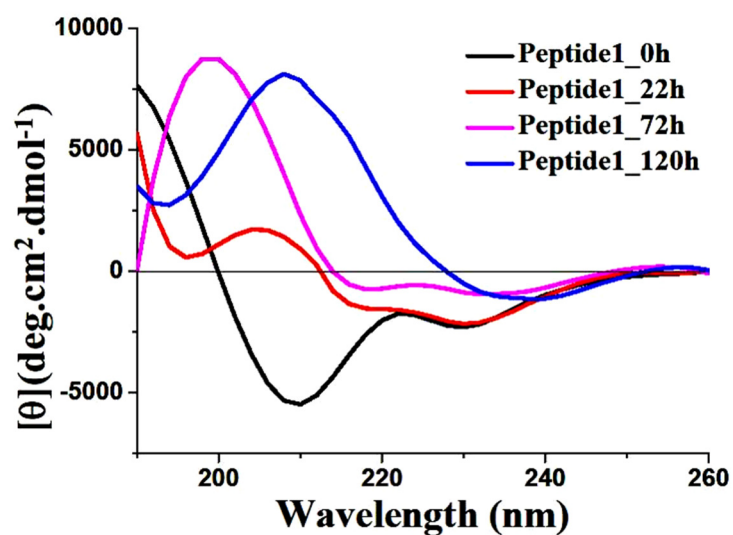 10000
5000
0
-5000
[θ](deg.cm².dmol⁻¹)
Peptide1_0h
Peptide1_22h
Peptide1_72h
Peptide1_120h
200
220
240
260
Wavelength (nm)